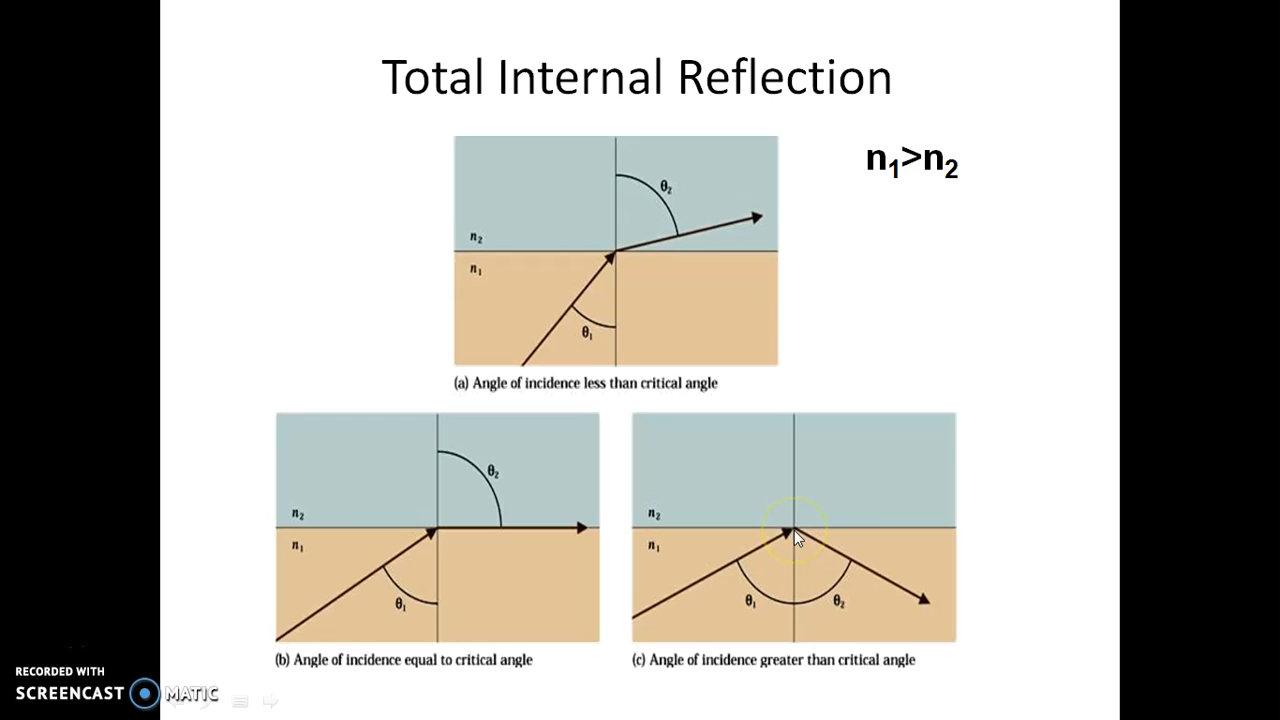 Total Internal Reflection
n₁>n₂
θ₂
n₂
n₁
θ₁
(a) Angle of incidence less than critical angle
θ₂
n₂
n₁
θ₁
(b) Angle of incidence equal to critical angle
n₂
n₁
θ₁
θ₂
(c) Angle of incidence greater than critical angle
RECORDED WITH
SCREENCAST MATIC